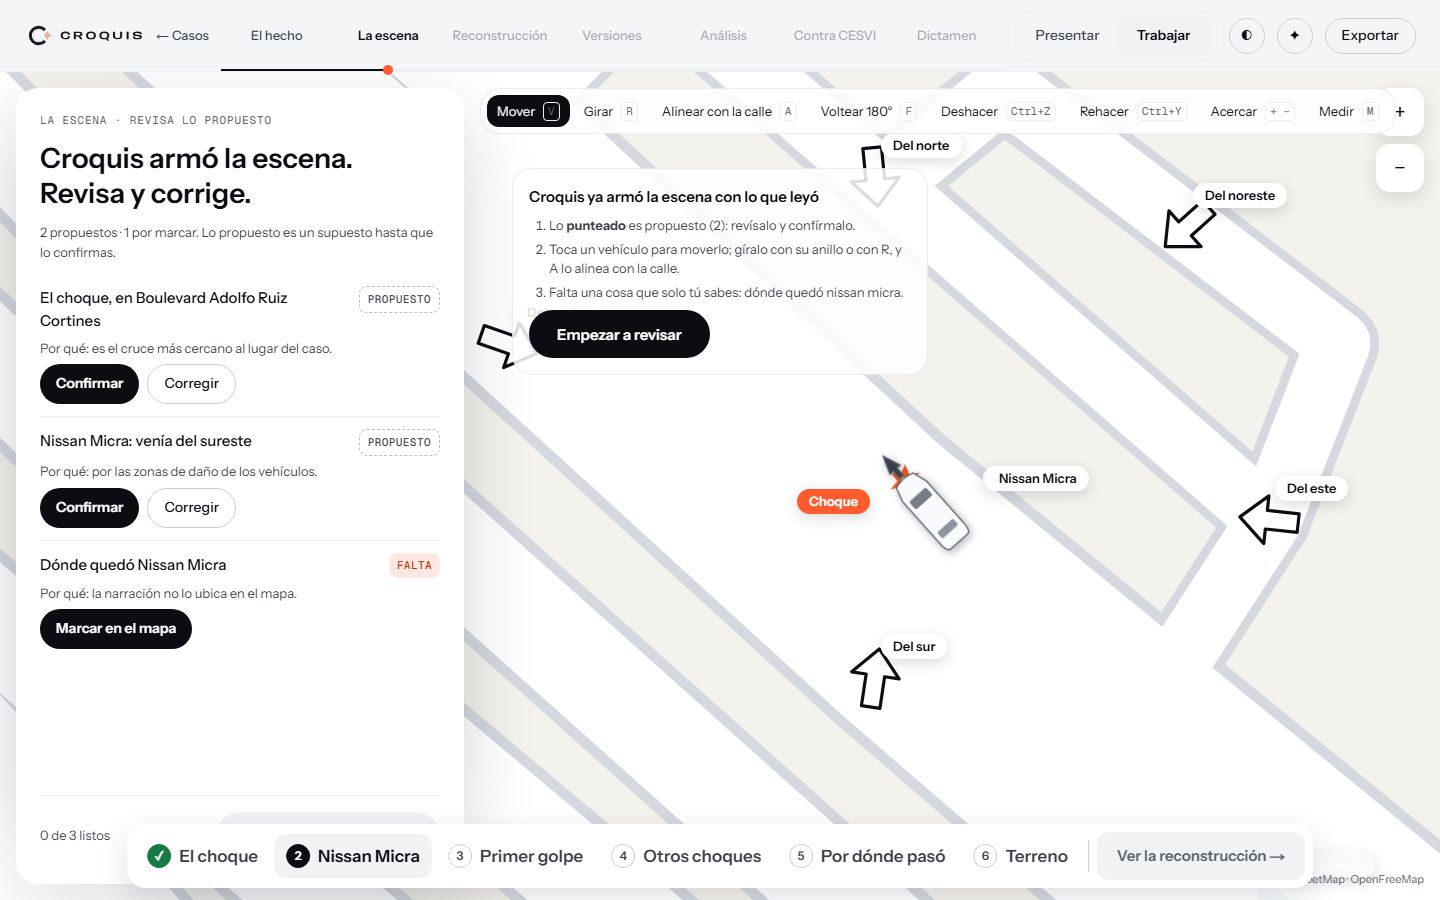 CROQUIS
← Casos
El hecho
La escena
Reconstrucción
Versiones
Análisis
Contra CESVI
Dictamen
Presentar
Trabajar
Exportar
LA ESCENA · REVISA LO PROPUESTO
Croquis armó la escena.
Revisa y corrige.
2 propuestos · 1 por marcar. Lo propuesto es un supuesto hasta que
lo confirmas.
El choque, en Boulevard Adolfo Ruiz
Cortines
PROPUESTO
Por qué: es el cruce más cercano al lugar del caso.
Confirmar
Corregir
Nissan Micra: venía del sureste
PROPUESTO
Por qué: por las zonas de daño de los vehículos.
Confirmar
Corregir
Dónde quedó Nissan Micra
FALTA
Por qué: la narración no lo ubica en el mapa.
Marcar en el mapa
0 de 3 listos
Mover V
Girar R
Alinear con la calle A
Voltear 180° F
Deshacer Ctrl+Z
Rehacer Ctrl+Y
Acercar + −
Medir M
+
−
Del norte
Del noreste
Croquis ya armó la escena con lo que leyó
1. Lo punteado es propuesto (2): revísalo y confírmalo.
2. Toca un vehículo para moverlo; gíralo con su anillo o con R, y
A lo alinea con la calle.
3. Falta una cosa que solo tú sabes: dónde quedó nissan micra.
Empezar a revisar
Choque
Nissan Micra
Del este
Del sur
El choque
2 Nissan Micra
3 Primer golpe
4 Otros choques
5 Por dónde pasó
6 Terreno
Ver la reconstrucción →
OpenFreeMap